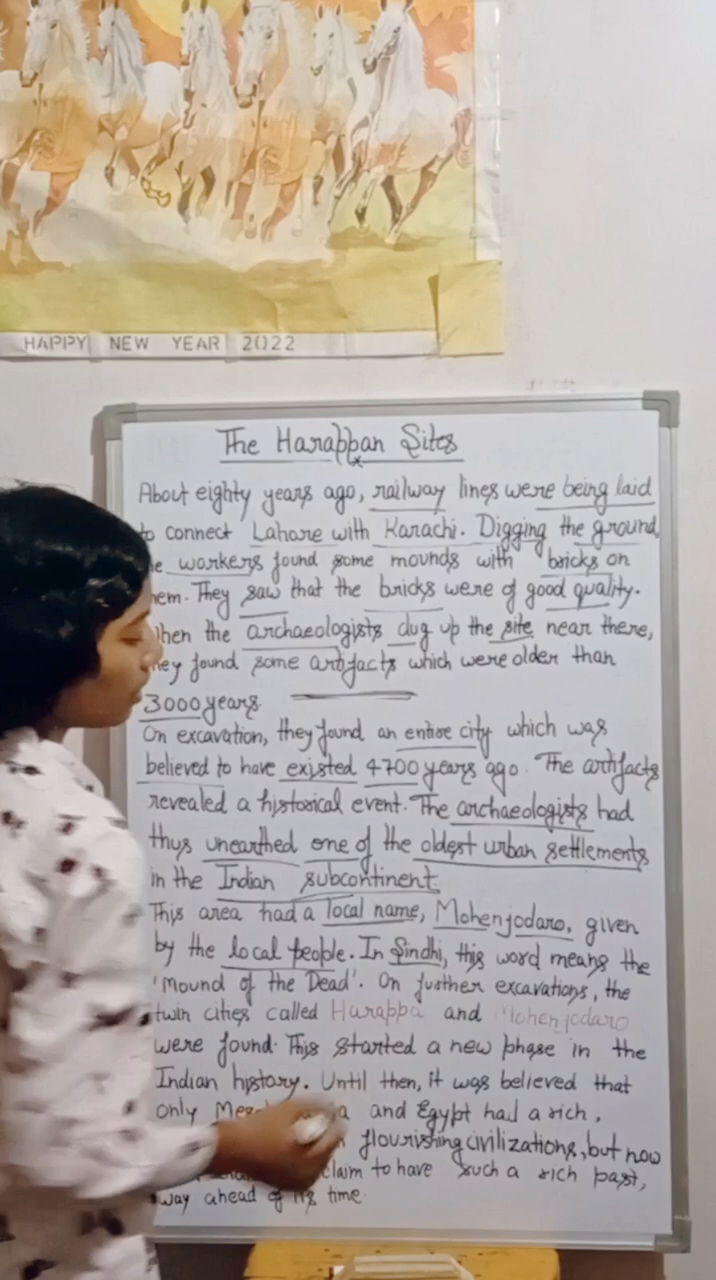 HAPPY NEW YEAR 2022
The Harappan Sites
About eighty years ago, railway lines were being laid
to connect Lahore with Karachi. Digging the ground,
workers found some mounds with bricks on
They saw that the bricks were of good quality.
the archaeologists dug up the site near there,
found some artifacts which were older than
3000 years.
On excavation, they found an entire city which was
believed to have existed 4700 years ago. The artifacts
revealed a historical event. The archaeologists had
thus unearthed one of the oldest urban settlements
in the Indian subcontinent
This area had a local name, Mohenjodaro, given
by the local people. In Sindhi, this word means the
'Mound of the Dead'. On further excavations, the
twin cities called Harappa and Mohenjodaro
were found. This started a new phase in the
Indian history. Until then, it was believed that
only and Egypt had a rich,
flourishing civilizations, but now
claim to have such a rich past,
way ahead of its time.